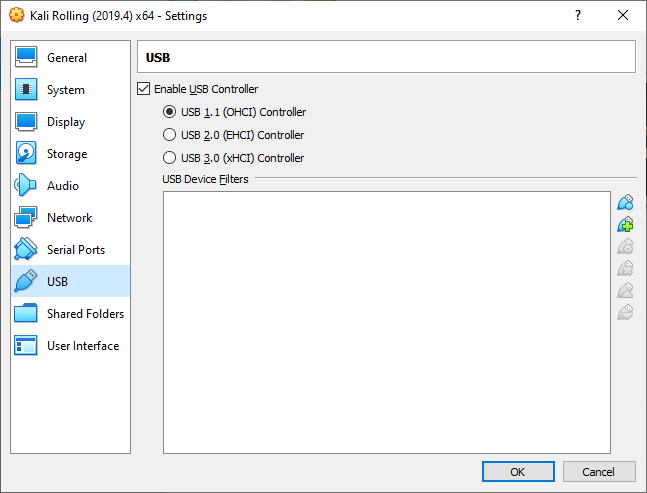 Kali Rolling (2019.4) x64 - Settings
?
General
System
Display
Storage
Audio
Network
Serial Ports
USB
Shared Folders
User Interface
USB
Enable USB Controller
USB 1.1 (OHCI) Controller
USB 2.0 (EHCI) Controller
USB 3.0 (xHCI) Controller
USB Device Filters
OK
Cancel